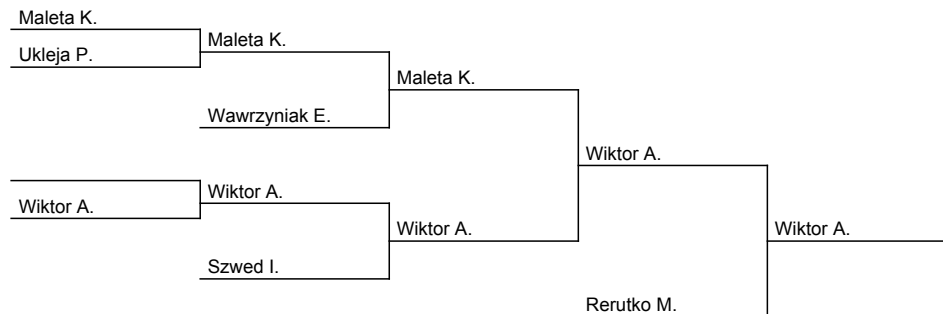 Maleta K.
Ukleja P.
Maleta K.
Wawrzyniak E.
Maleta K.
Wiktor A.
Wiktor A.
Szwed I.
Wiktor A.
Wiktor A.
Rerutko M.
Wiktor A.